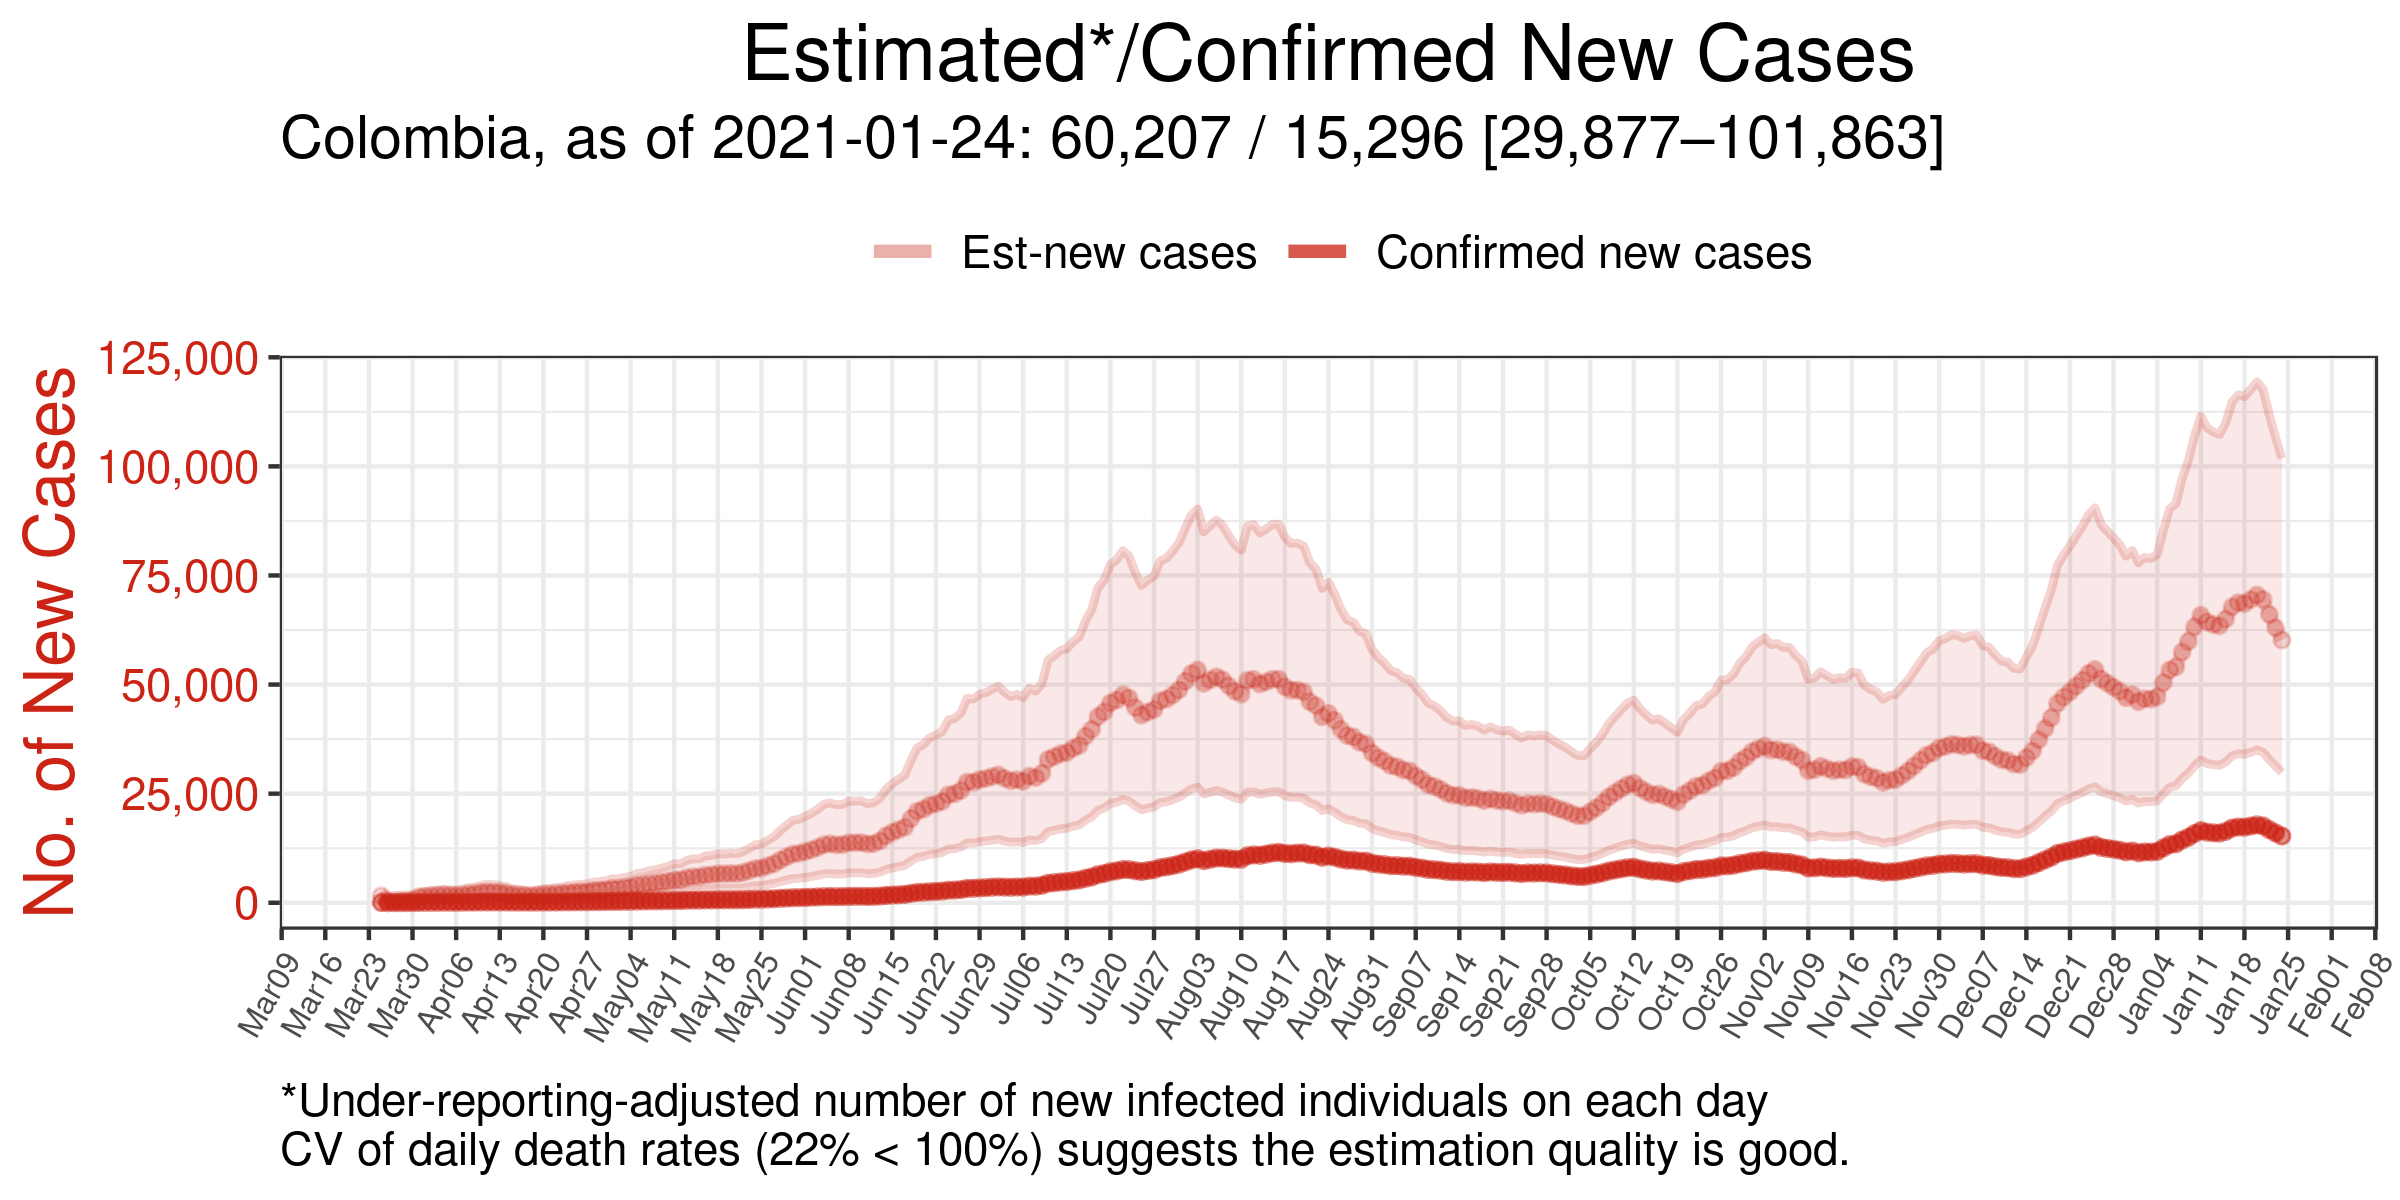 Estimated*/Confirmed New Cases
Colombia, as of 2021-01-24: 60,207 / 15,296 [29,877–101,863]
Est-new cases Confirmed new cases
No. of New Cases
125,000
100,000
75,000
50,000
25,000
0
Mar09 Mar16 Mar23 Mar30 Apr06 Apr13 Apr20 Apr27 May04 May11 May18 May25 Jun01 Jun08 Jun15 Jun22 Jun29 Jul06 Jul13 Jul20 Jul27 Aug03 Aug10 Aug17 Aug24 Aug31 Sep07 Sep14 Sep21 Sep28 Oct05 Oct12 Oct19 Oct26 Nov02 Nov09 Nov16 Nov23 Nov30 Dec07 Dec14 Dec21 Dec28 Jan04 Jan11 Jan18 Jan25 Feb01 Feb08
*Under-reporting-adjusted number of new infected individuals on each day
CV of daily death rates (22% < 100%) suggests the estimation quality is good.